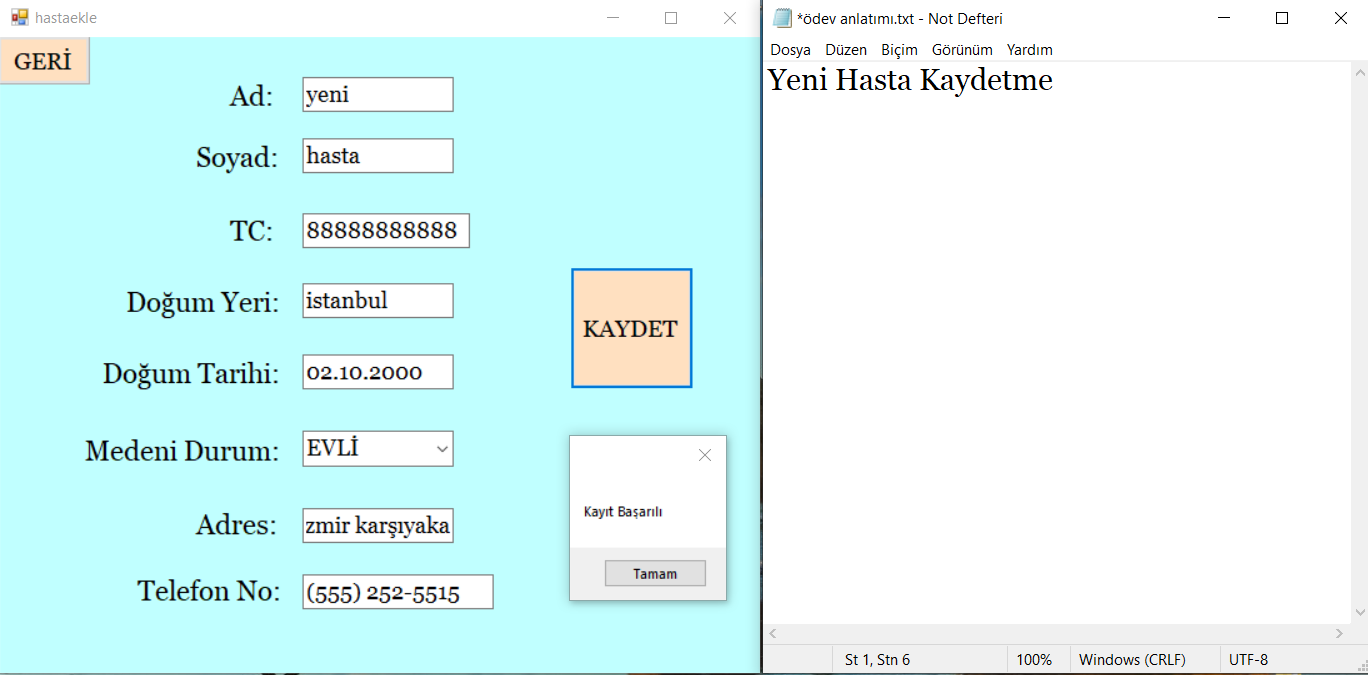 hastaekle
GERİ
Ad: yeni
Soyad: hasta
TC: 88888888888
Doğum Yeri: istanbul
Doğum Tarihi: 02.10.2000
Medeni Durum: EVLİ
Adres: zmir karşıyaka
Telefon No: (555) 252-5515
KAYDET
Kayıt Başarılı
Tamam
*ödev anlatımı.txt - Not Defteri
Dosya Düzen Biçim Görünüm Yardım
Yeni Hasta Kaydetme
St 1, Stn 6 100% Windows (CRLF) UTF-8